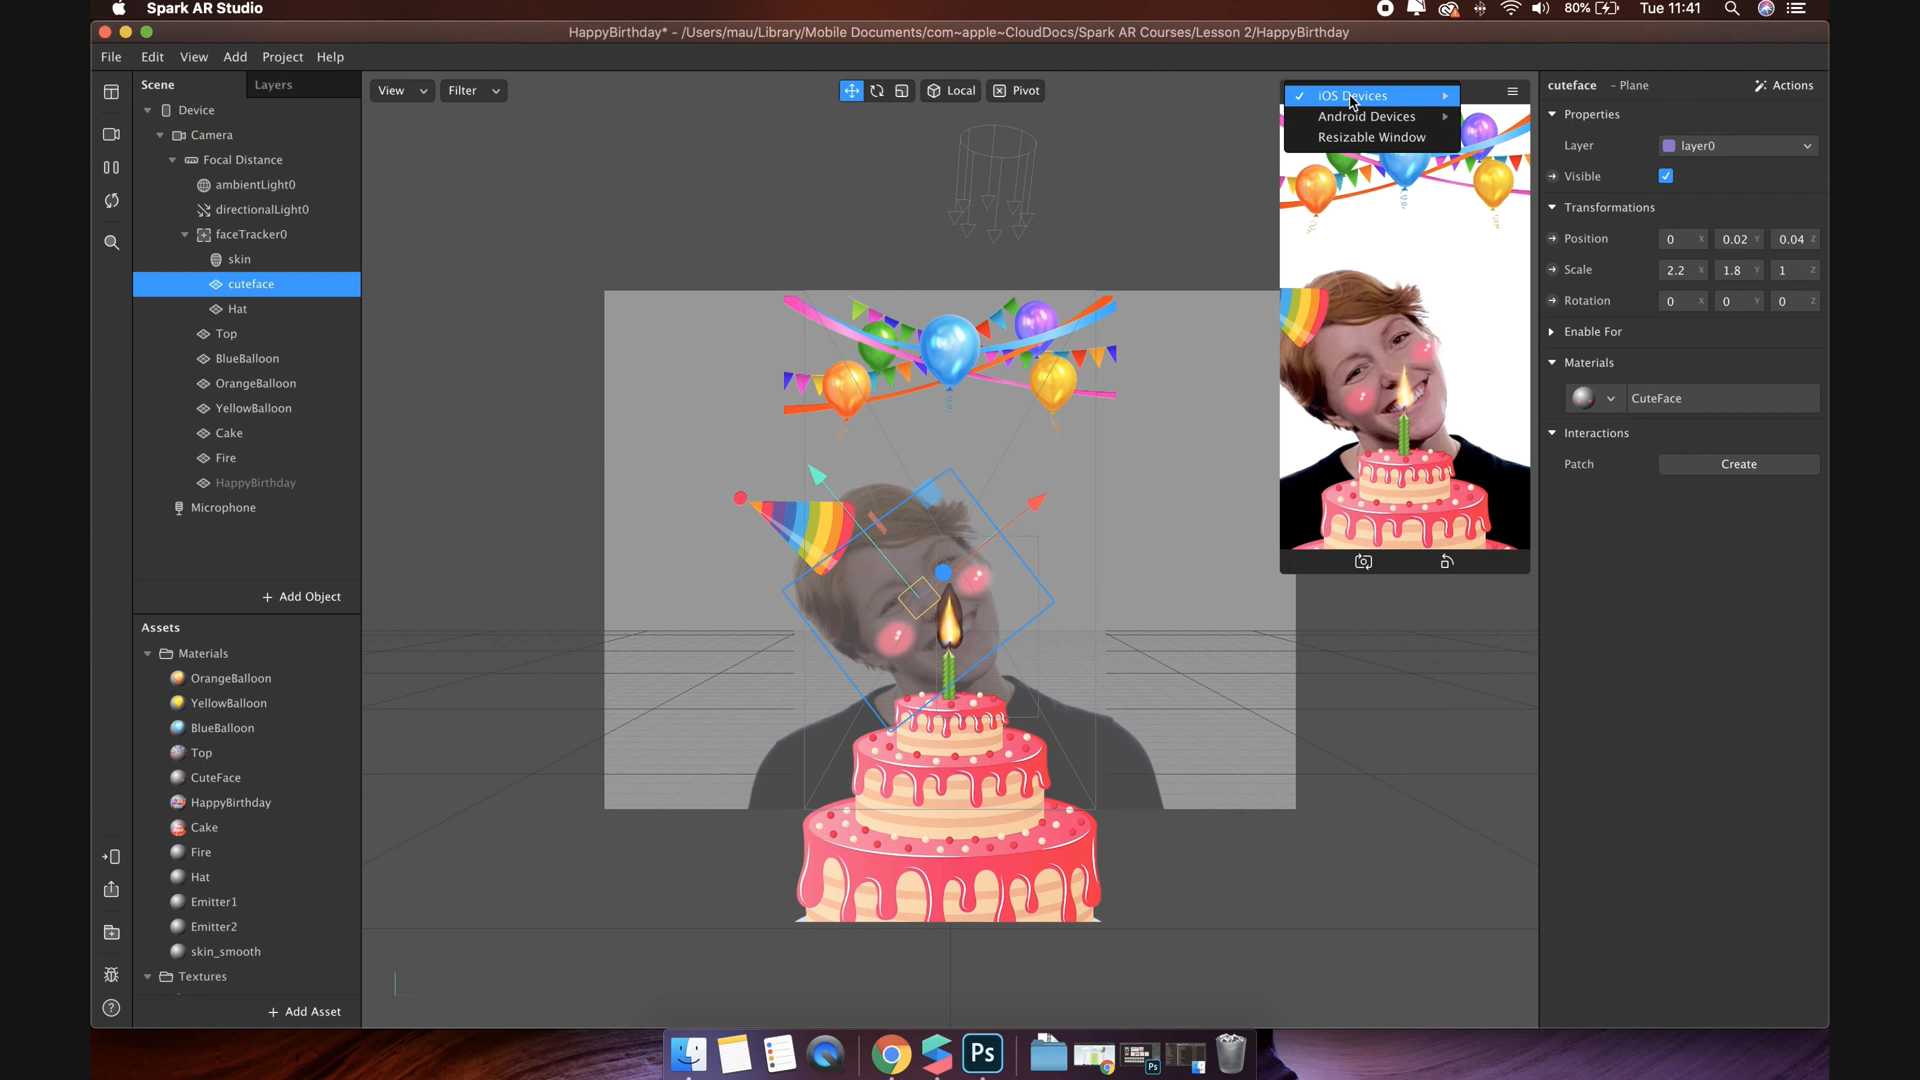 Spark AR Studio
80%
Tue 11:41
HappyBirthday* - /Users/mau/Library/Mobile Documents/com~apple~CloudDocs/Spark AR Courses/Lesson 2/HappyBirthday
File Edit View Add Project Help
Scene
Layers
Device
Camera
Focal Distance
ambientLight0
directionalLight0
faceTracker0
skin
cuteface
Hat
Top
BlueBalloon
OrangeBalloon
YellowBalloon
Cake
Fire
HappyBirthday
Microphone
+ Add Object
Assets
Materials
OrangeBalloon
YellowBalloon
BlueBalloon
Top
CuteFace
HappyBirthday
Cake
Fire
Hat
Emitter1
Emitter2
skin_smooth
Textures
+ Add Asset
View
Filter
Local
Pivot
iOS Devices
Android Devices
Resizable Window
cuteface - Plane
Actions
Properties
Layer
layer0
Visible
Transformations
Position
0 X
0.02 Y
0.04 Z
Scale
2.2 X
1.8 Y
1 Z
Rotation
0 X
0 Y
0 Z
Enable For
Materials
CuteFace
Interactions
Patch
Create
Ps
Ps